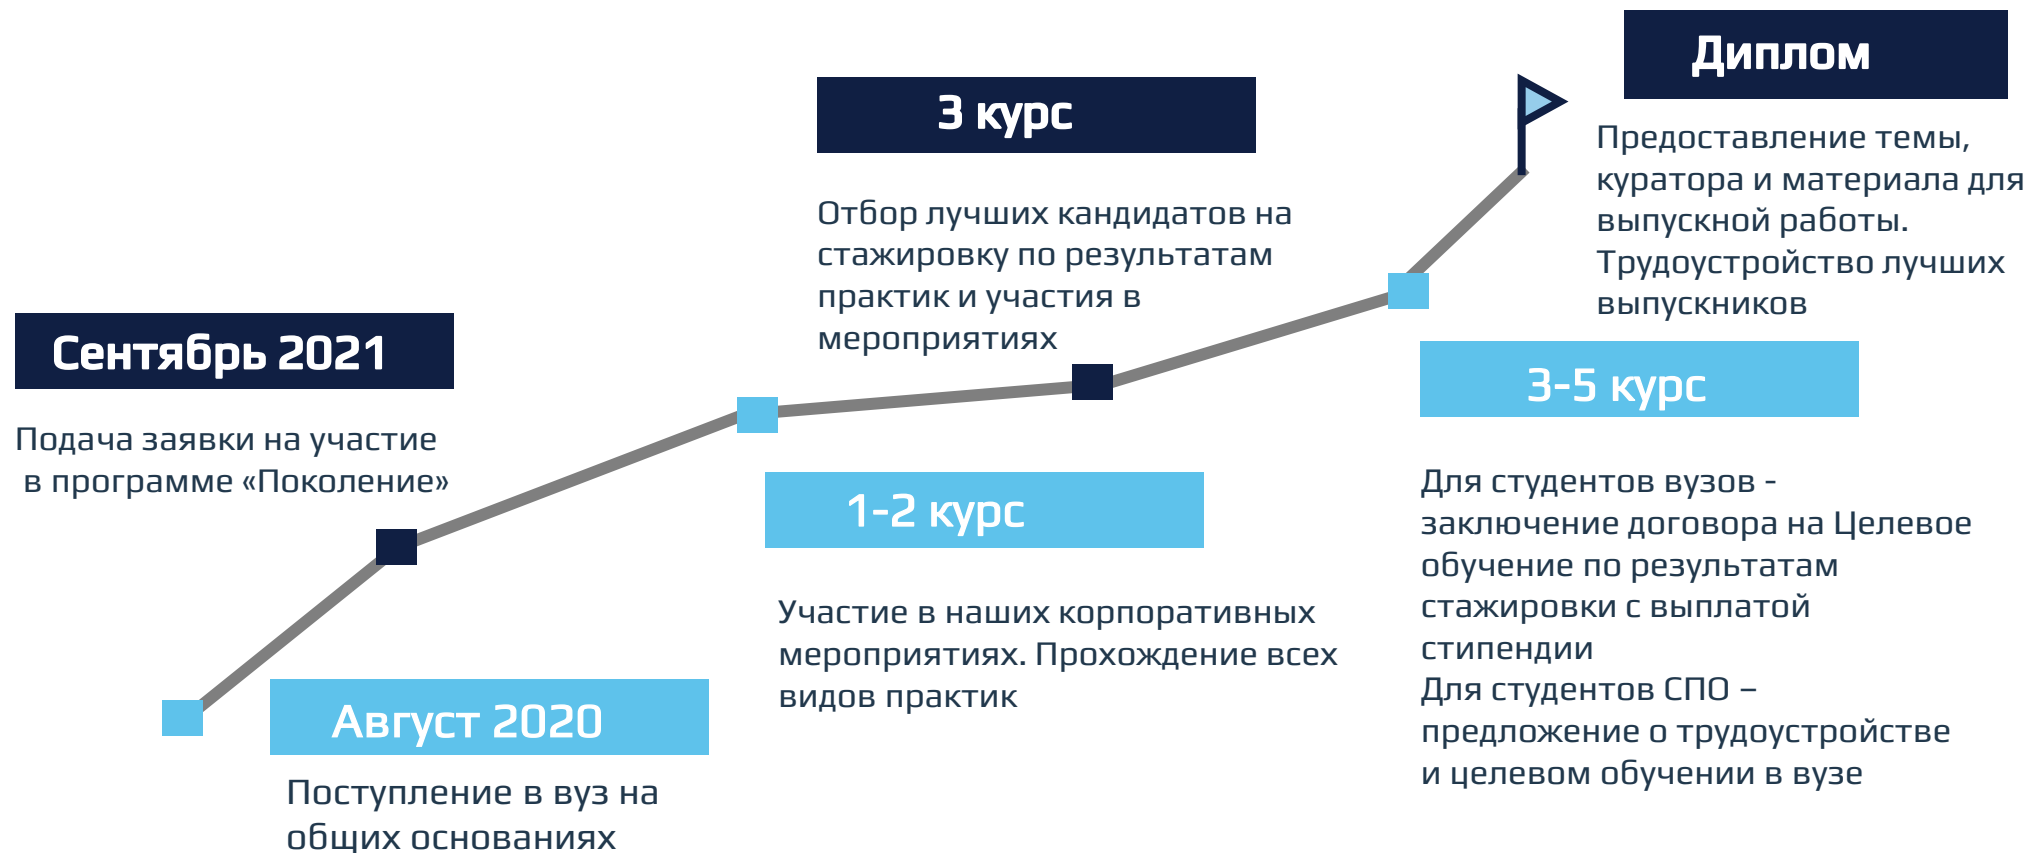 Сентябрь 2021
Подача заявки на участие
в программе «Поколение»
Август 2020
Поступление в вуз на
общих основаниях
3 курс
Отбор лучших кандидатов на
стажировку по результатам
практик и участия в
мероприятиях
1-2 курс
Участие в наших корпоративных
мероприятиях. Прохождение всех
видов практик
Диплом
Предоставление темы,
куратора и материала для
выпускной работы.
Трудоустройство лучших
выпускников
3-5 курс
Для студентов вузов -
заключение договора на Целевое
обучение по результатам
стажировки с выплатой
стипендии
Для студентов СПО –
предложение о трудоустройстве
и целевом обучении в вузе